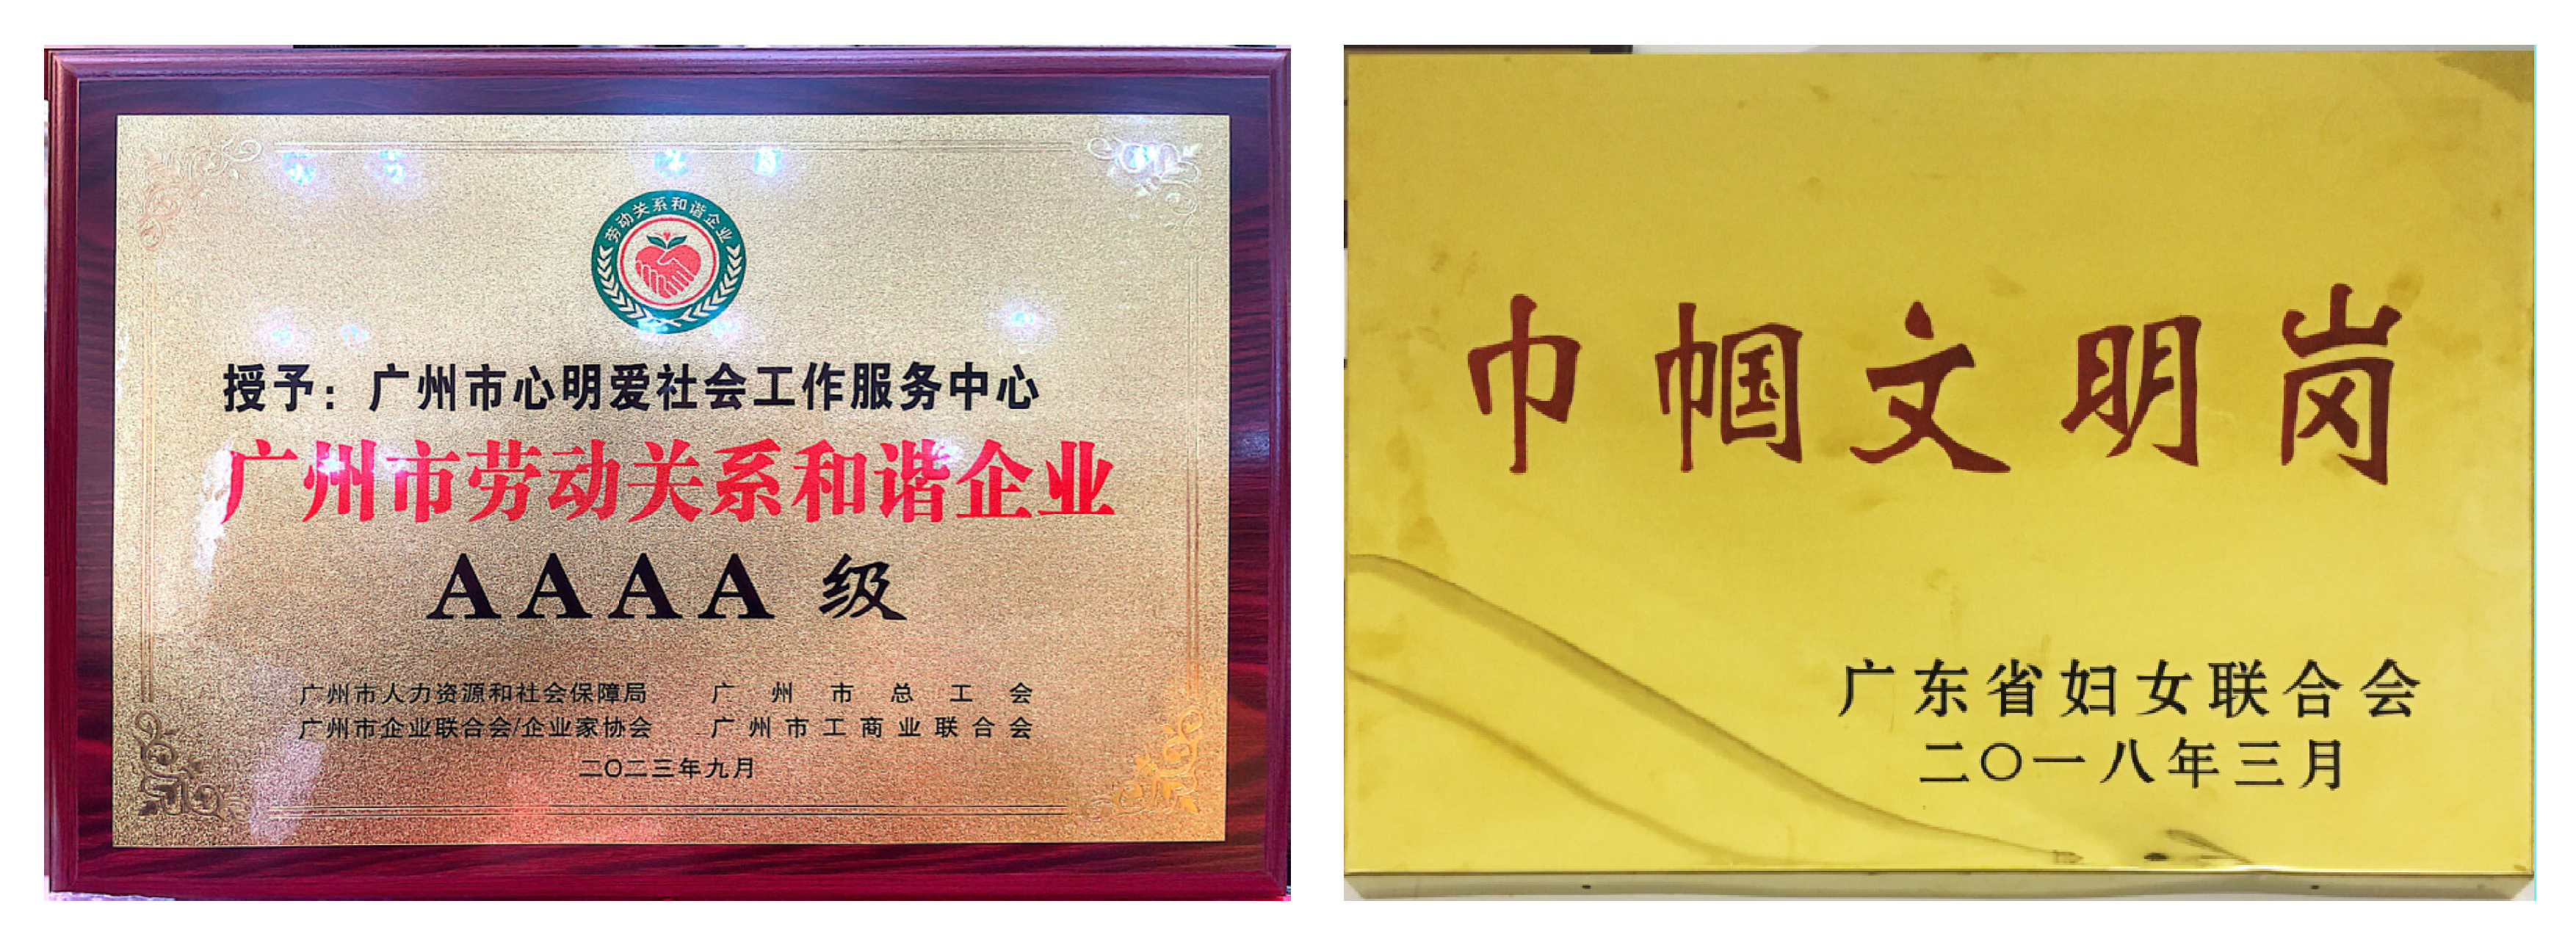 劳动关系和谐企业
授予：广州市心明爱社会工作服务中心
广州市劳动关系和谐企业
AAAA 级
广州市人力资源和社会保障局 广州市总工会
广州市企业联合会/企业家协会 广州市工商业联合会
二〇二三年九月
巾帼文明岗
广东省妇女联合会
二〇一八年三月